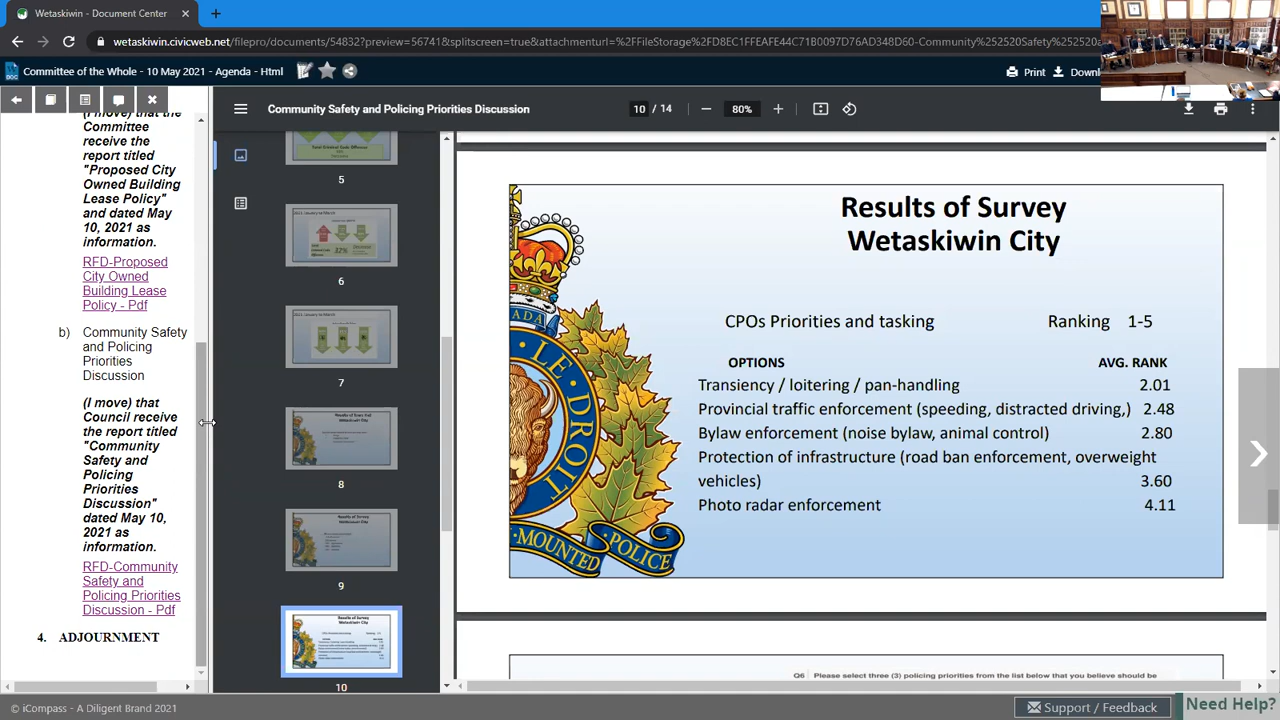 Wetaskiwin - Document Center
wetaskiwin.civicweb.net/filepro/documents/54832?preview=
Committee of the Whole - 10 May 2021 - Agenda - Html
Print
Community Safety and Policing Priorities Discussion
10 / 14
80%
(I move) that the
Committee
receive the
report titled
"Proposed City
Owned Building
Lease Policy"
and dated May
10, 2021 as
information.
RFD-Proposed
City Owned
Building Lease
Policy - Pdf
b) Community Safety
and Policing
Priorities
Discussion
(I move) that
Council receive
the report titled
"Community
Safety and
Policing
Priorities
Discussion"
dated May 10,
2021 as
information.
RFD-Community
Safety and
Policing Priorities
Discussion - Pdf
4. ADJOURNMENT
5
6
7
8
9
10
Results of Survey
Wetaskiwin City
CPOs Priorities and tasking Ranking 1-5
OPTIONS AVG. RANK
Transiency / loitering / pan-handling 2.01
Provincial traffic enforcement (speeding, distracted driving,) 2.48
Bylaw enforcement (noise bylaw, animal control) 2.80
Protection of infrastructure (road ban enforcement, overweight
vehicles) 3.60
Photo radar enforcement 4.11
LE • DROIT
MOUNTED POLICE
Q6 Please select three (3) policing priorities from the list below that you believe should be
© iCompass - A Diligent Brand 2021
Support / Feedback
Need Help?